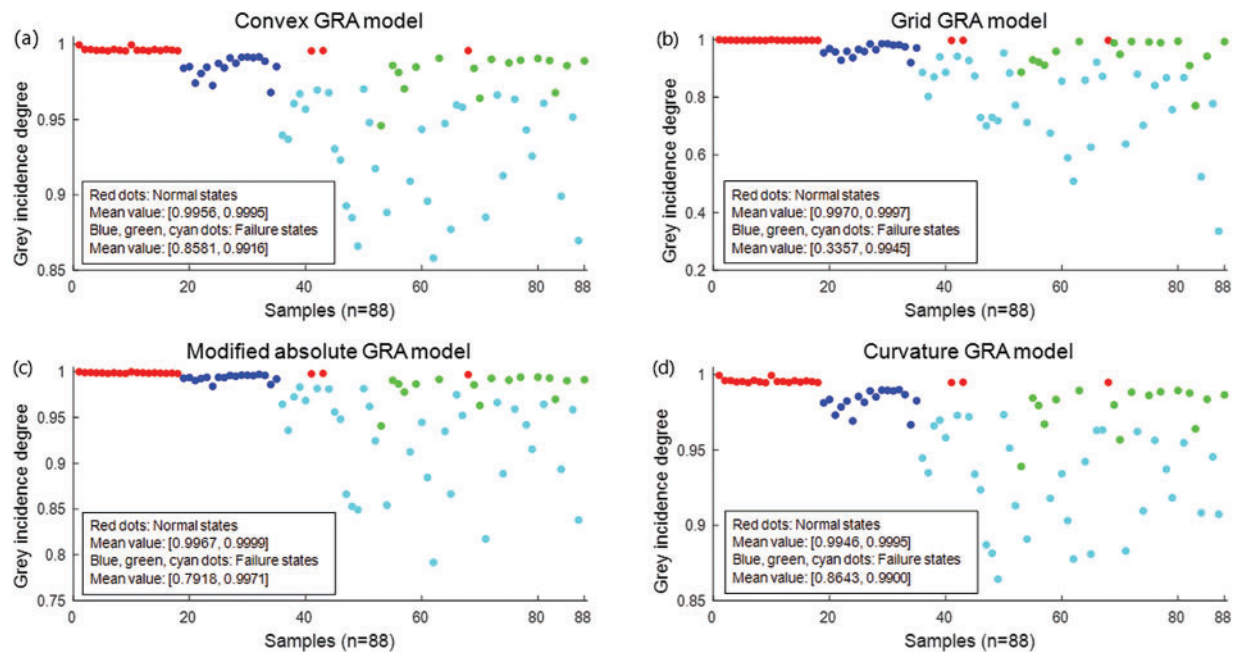 (a)
Convex GRA model
Grey incidence degree
1
0.95
0.9
0.85
Red dots: Normal states
Mean value: [0.9956, 0.9995]
Blue, green, cyan dots: Failure states
Mean value: [0.8581, 0.9916]
0
20
40
60
80
88
Samples (n=88)
(b)
Grid GRA model
Grey incidence degree
1
0.8
0.6
0.4
0.2
Red dots: Normal states
Mean value: [0.9970, 0.9997]
Blue, green, cyan dots: Failure states
Mean value: [0.3357, 0.9945]
0
20
40
60
80
88
Samples (n=88)
(c)
Modified absolute GRA model
Grey incidence degree
1
0.95
0.9
0.85
0.8
0.75
Red dots: Normal states
Mean value: [0.9967, 0.9999]
Blue, green, cyan dots: Failure states
Mean value: [0.7918, 0.9971]
0
20
40
60
80
88
Samples (n=88)
(d)
Curvature GRA model
Grey incidence degree
1
0.95
0.9
0.85
Red dots: Normal states
Mean value: [0.9946, 0.9995]
Blue, green, cyan dots: Failure states
Mean value: [0.8643, 0.9900]
0
20
40
60
80
88
Samples (n=88)